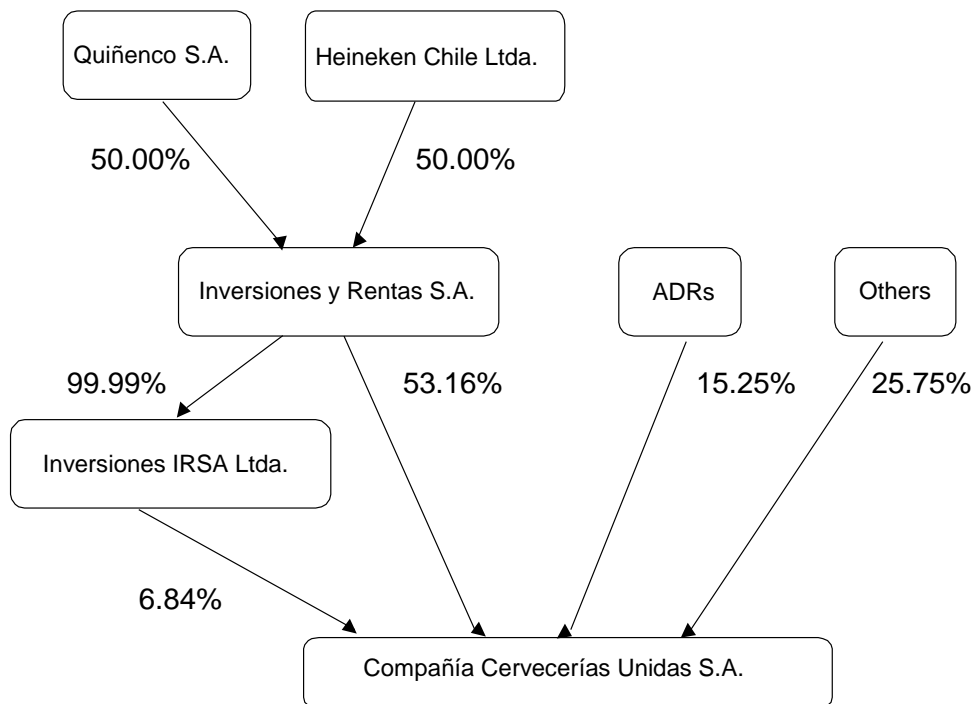 Quiñenco S.A.
Heineken Chile Ltda.
50.00%
50.00%
Inversiones y Rentas S.A.
ADRs
Others
99.99%
53.16%
15.25%
25.75%
Inversiones IRSA Ltda.
6.84%
Compañía Cervecerías Unidas S.A.